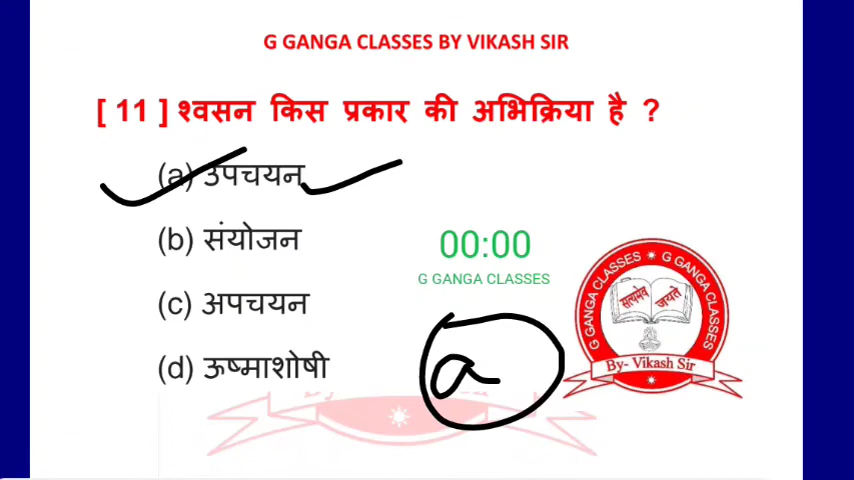 G GANGA CLASSES BY VIKASH SIR
[ 11 ] श्वसन किस प्रकार की अभिक्रिया है ?
(a) उपचयन
(b) संयोजन
(c) अपचयन
(d) ऊष्माशोषी
00:00
G GANGA CLASSES
a
G GANGA CLASSES ✷ G GANGA CLASSES
सत्यमेव जयते
By- Vikash Sir